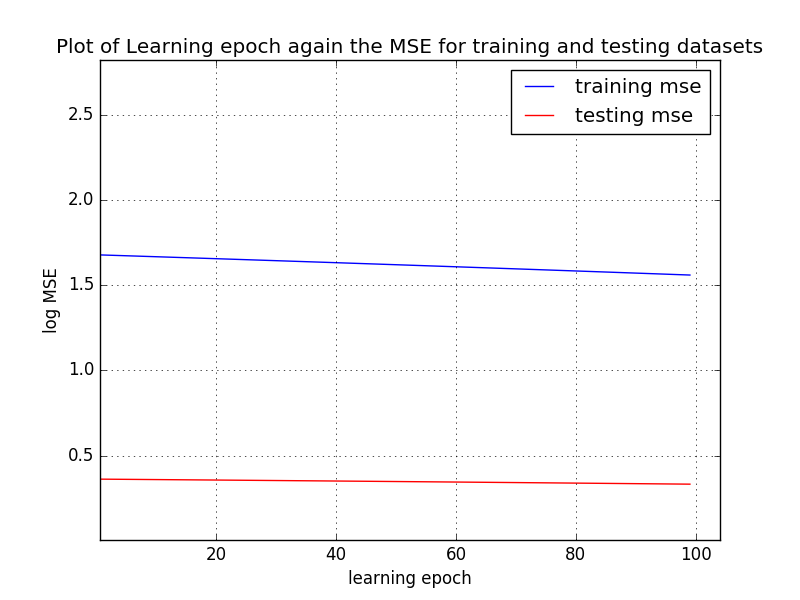 Plot of Learning epoch again the MSE for training and testing datasets
training mse
testing mse
2.5
2.0
1.5
1.0
0.5
log MSE
20 40 60 80 100
learning epoch